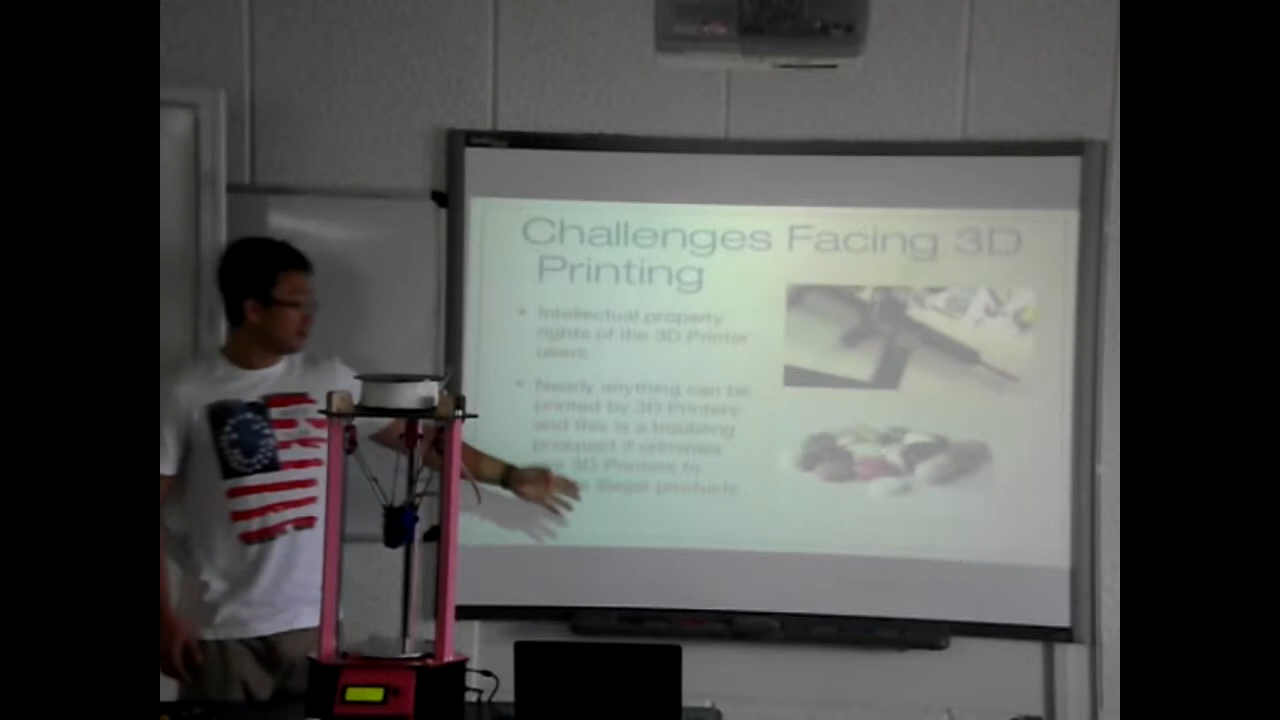 Challenges Facing 3D
Printing
• Intellectual property
rights of the 3D Printer
users.
• Nearly anything can be
printed by 3D Printers
and this is a troubling
prospect if criminals
3D Printers to
illegal products.